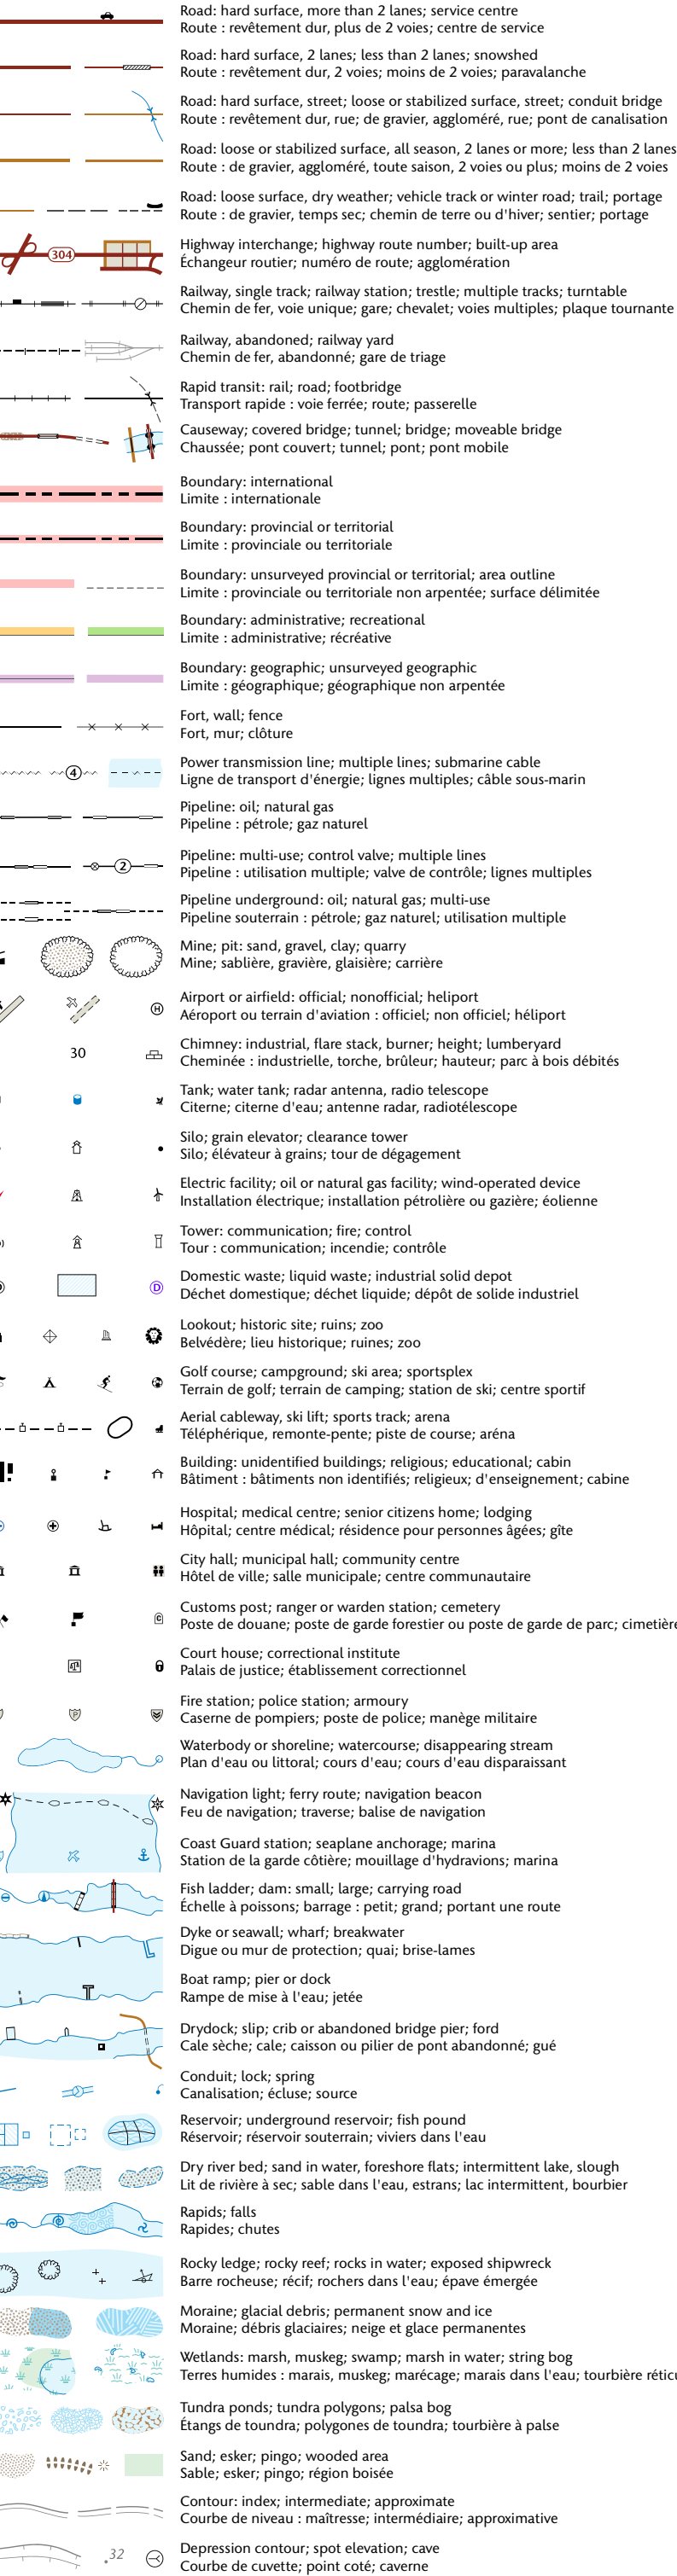 Road: hard surface, more than 2 lanes; service centre
Route : revêtement dur, plus de 2 voies; centre de service
Road: hard surface, 2 lanes; less than 2 lanes; snowshed
Route : revêtement dur, 2 voies; moins de 2 voies; paravalanche
Road: hard surface, street; loose or stabilized surface, street; conduit bridge
Route : revêtement dur, rue; de gravier, aggloméré, rue; pont de canalisation
Road: loose or stabilized surface, all season, 2 lanes or more; less than 2 lanes
Route : de gravier, aggloméré, toute saison, 2 voies ou plus; moins de 2 voies
Road: loose surface, dry weather; vehicle track or winter road; trail; portage
Route : de gravier, temps sec; chemin de terre ou d'hiver; sentier; portage
304
Highway interchange; highway route number; built-up area
Échangeur routier; numéro de route; agglomération
Railway, single track; railway station; trestle; multiple tracks; turntable
Chemin de fer, voie unique; gare; chevalet; voies multiples; plaque tournante
Railway, abandoned; railway yard
Chemin de fer, abandonné; gare de triage
Rapid transit: rail; road; footbridge
Transport rapide : voie ferrée; route; passerelle
Causeway; covered bridge; tunnel; bridge; moveable bridge
Chaussée; pont couvert; tunnel; pont; pont mobile
Boundary: international
Limite : internationale
Boundary: provincial or territorial
Limite : provinciale ou territoriale
Boundary: unsurveyed provincial or territorial; area outline
Limite : provinciale ou territoriale non arpentée; surface délimitée
Boundary: administrative; recreational
Limite : administrative; récréative
Boundary: geographic; unsurveyed geographic
Limite : géographique; géographique non arpentée
Fort, wall; fence
Fort, mur; clôture
4
Power transmission line; multiple lines; submarine cable
Ligne de transport d'énergie; lignes multiples; câble sous-marin
Pipeline: oil; natural gas
Pipeline : pétrole; gaz naturel
2
Pipeline: multi-use; control valve; multiple lines
Pipeline : utilisation multiple; valve de contrôle; lignes multiples
Pipeline underground: oil; natural gas; multi-use
Pipeline souterrain : pétrole; gaz naturel; utilisation multiple
Mine; pit: sand, gravel, clay; quarry
Mine; sablière, gravière, glaisière; carrière
H
Airport or airfield: official; nonofficial; heliport
Aéroport ou terrain d'aviation : officiel; non officiel; héliport
30
Chimney: industrial, flare stack, burner; height; lumberyard
Cheminée : industrielle, torche, brûleur; hauteur; parc à bois débités
Tank; water tank; radar antenna, radio telescope
Citerne; citerne d'eau; antenne radar, radiotélescope
Silo; grain elevator; clearance tower
Silo; élévateur à grains; tour de dégagement
Electric facility; oil or natural gas facility; wind-operated device
Installation électrique; installation pétrolière ou gazière; éolienne
Tower: communication; fire; control
Tour : communication; incendie; contrôle
D
Domestic waste; liquid waste; industrial solid depot
Déchet domestique; déchet liquide; dépôt de solide industriel
Lookout; historic site; ruins; zoo
Belvédère; lieu historique; ruines; zoo
Golf course; campground; ski area; sportsplex
Terrain de golf; terrain de camping; station de ski; centre sportif
Aerial cableway, ski lift; sports track; arena
Téléphérique, remonte-pente; piste de course; aréna
Building: unidentified buildings; religious; educational; cabin
Bâtiment : bâtiments non identifiés; religieux; d'enseignement; cabine
Hospital; medical centre; senior citizens home; lodging
Hôpital; centre médical; résidence pour personnes âgées; gîte
City hall; municipal hall; community centre
Hôtel de ville; salle municipale; centre communautaire
C
Customs post; ranger or warden station; cemetery
Poste de douane; poste de garde forestier ou poste de garde de parc; cimetière
Court house; correctional institute
Palais de justice; établissement correctionnel
P
Fire station; police station; armoury
Caserne de pompiers; poste de police; manège militaire
Waterbody or shoreline; watercourse; disappearing stream
Plan d'eau ou littoral; cours d'eau; cours d'eau disparaissant
Navigation light; ferry route; navigation beacon
Feu de navigation; traverse; balise de navigation
Coast Guard station; seaplane anchorage; marina
Station de la garde côtière; mouillage d'hydravions; marina
Fish ladder; dam: small; large; carrying road
Échelle à poissons; barrage : petit; grand; portant une route
Dyke or seawall; wharf; breakwater
Digue ou mur de protection; quai; brise-lames
Boat ramp; pier or dock
Rampe de mise à l'eau; jetée
Drydock; slip; crib or abandoned bridge pier; ford
Cale sèche; cale; caisson ou pilier de pont abandonné; gué
Conduit; lock; spring
Canalisation; écluse; source
Reservoir; underground reservoir; fish pound
Réservoir; réservoir souterrain; viviers dans l'eau
Dry river bed; sand in water, foreshore flats; intermittent lake, slough
Lit de rivière à sec; sable dans l'eau, estrans; lac intermittent, bourbier
Rapids; falls
Rapides; chutes
Rocky ledge; rocky reef; rocks in water; exposed shipwreck
Barre rocheuse; récif; rochers dans l'eau; épave émergée
Moraine; glacial debris; permanent snow and ice
Moraine; débris glaciaires; neige et glace permanentes
Wetlands: marsh, muskeg; swamp; marsh in water; string bog
Terres humides : marais, muskeg; marécage; marais dans l'eau; tourbière
Tundra ponds; tundra polygons; palsa bog
Étangs de toundra; polygones de toundra; tourbière à palse
Sand; esker; pingo; wooded area
Sable; esker; pingo; région boisée
Contour: index; intermediate; approximate
Courbe de niveau : maîtresse; intermédiaire; approximative
.32
Depression contour; spot elevation; cave
Courbe de cuvette; point coté; caverne